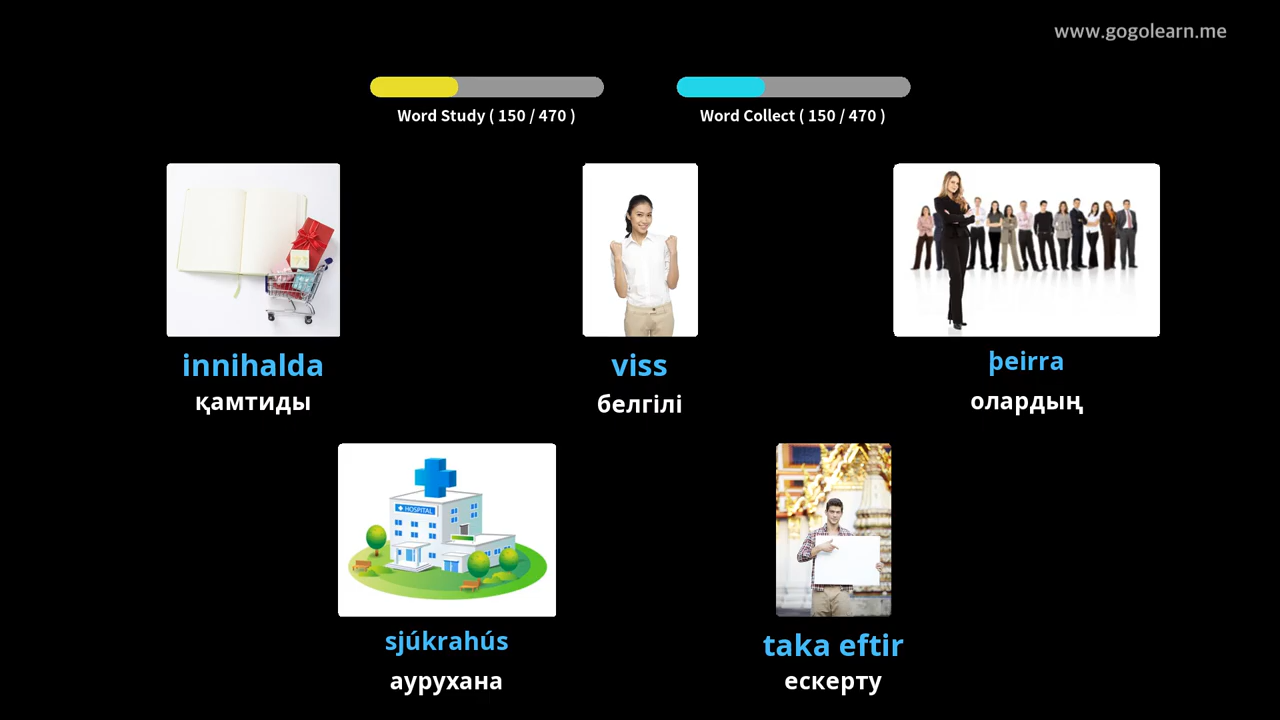 www.gogolearn.me
Word Study ( 150 / 470 )
Word Collect ( 150 / 470 )
innihalda
қамтиды
viss
белгілі
þeirra
олардың
HOSPITAL
sjúkrahús
аурухана
taka eftir
ескерту